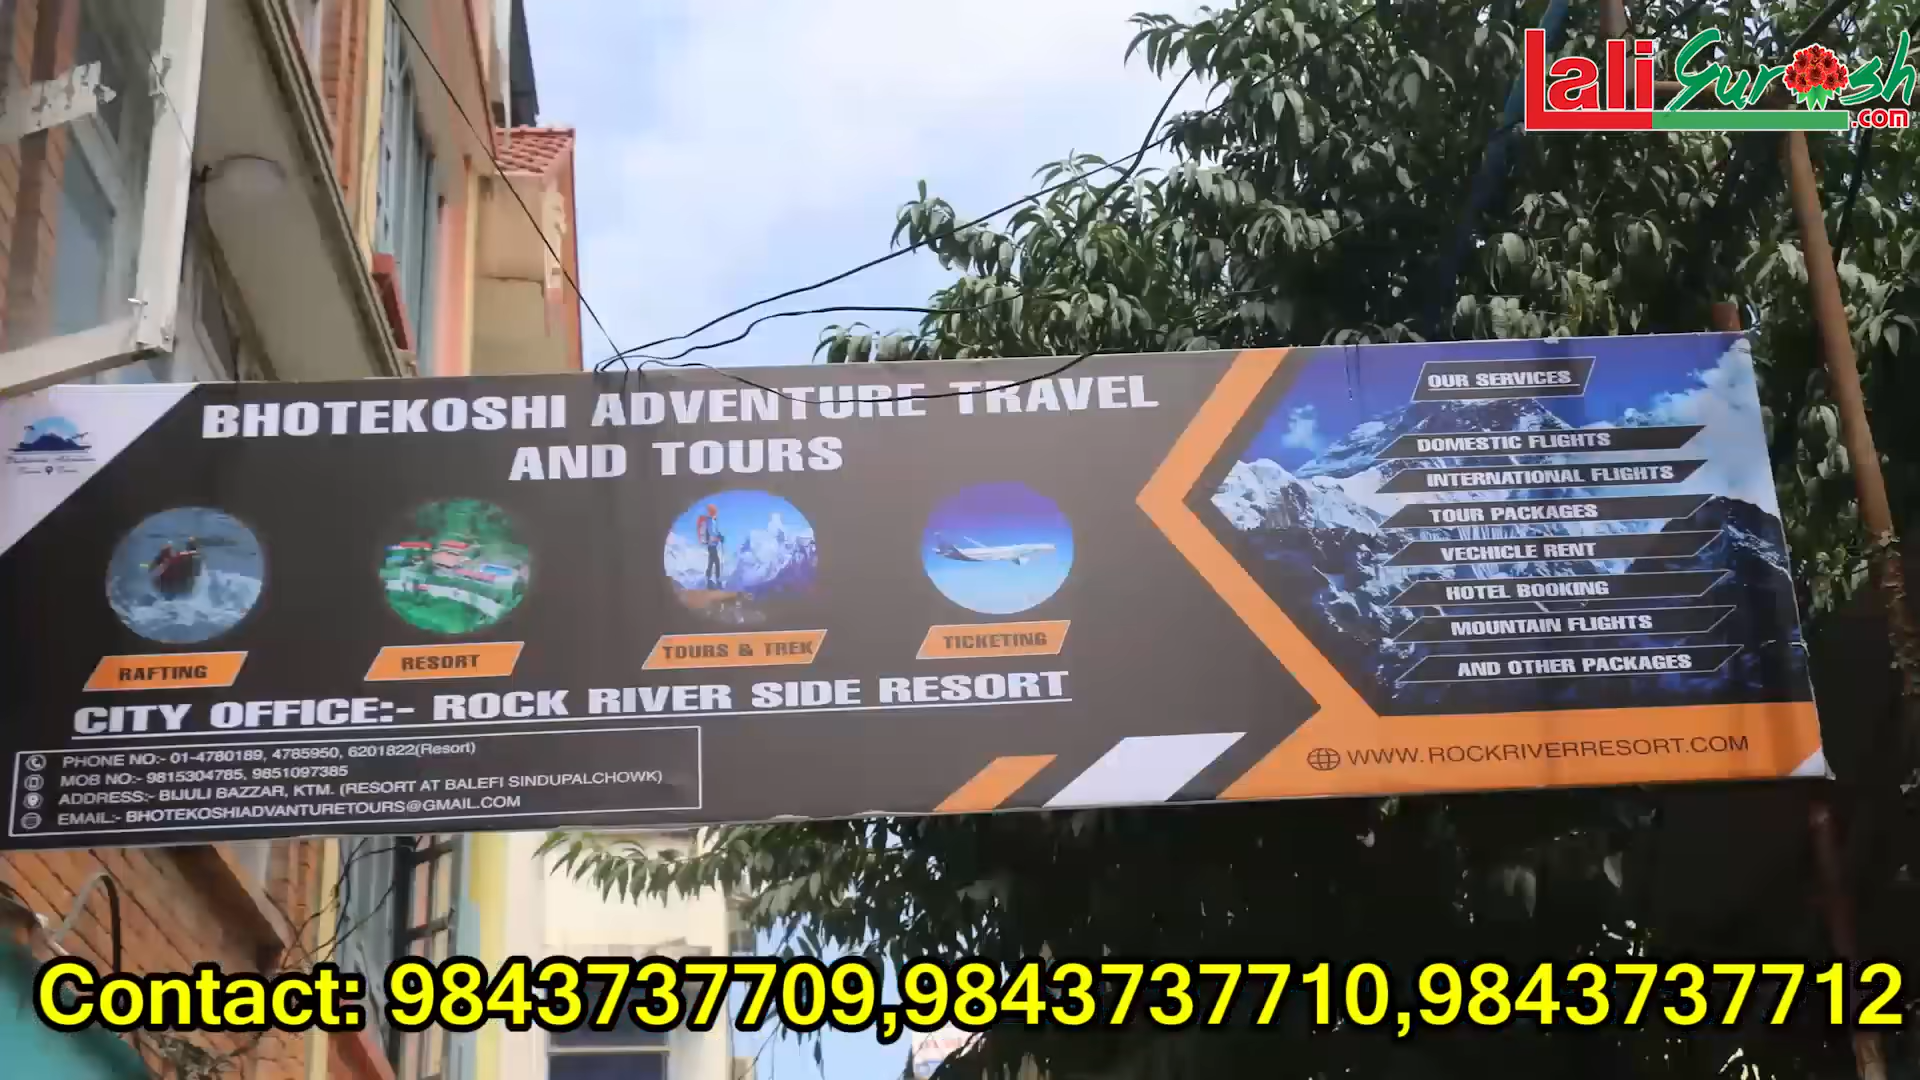 Lali Gurash
.com
BHOTEKOSHI ADVENTURE TRAVEL
AND TOURS
RAFTING
RESORT
TOURS & TREK
TICKETING
CITY OFFICE:- ROCK RIVER SIDE RESORT
PHONE NO:- 01-4780189, 4785950, 6201822(Resort)
MOB NO:- 9815304785, 9851097385
ADDRESS:- BIJULI BAZZAR, KTM. (RESORT AT BALEFI SINDUPALCHOWK)
EMAIL:- BHOTEKOSHIADVANTURETOURS@GMAIL.COM
OUR SERVICES
DOMESTIC FLIGHTS
INTERNATIONAL FLIGHTS
TOUR PACKAGES
VECHICLE RENT
HOTEL BOOKING
MOUNTAIN FLIGHTS
AND OTHER PACKAGES
WWW.ROCKRIVERRESORT.COM
Contact: 9843737709,9843737710,9843737712